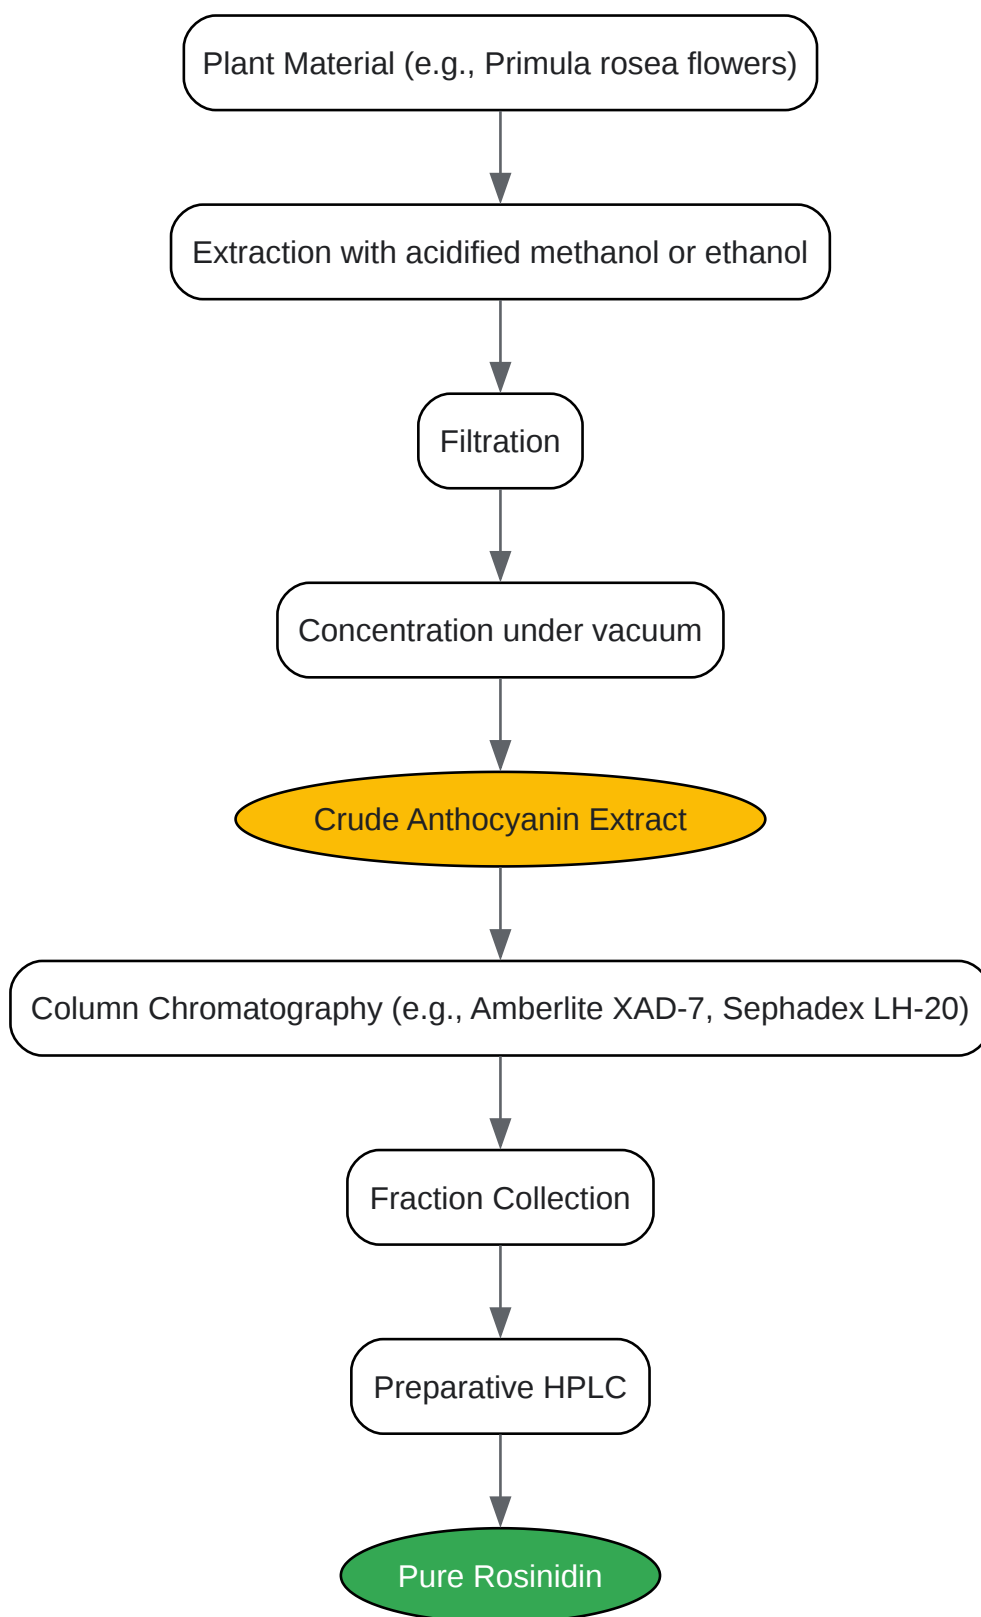 Plant Material (e.g., Primula rosea flowers)
Extraction with acidified methanol or ethanol
Filtration
Concentration under vacuum
Crude Anthocyanin Extract
Column Chromatography (e.g., Amberlite XAD-7, Sephadex LH-20)
Fraction Collection
Preparative HPLC
Pure Rosinidin